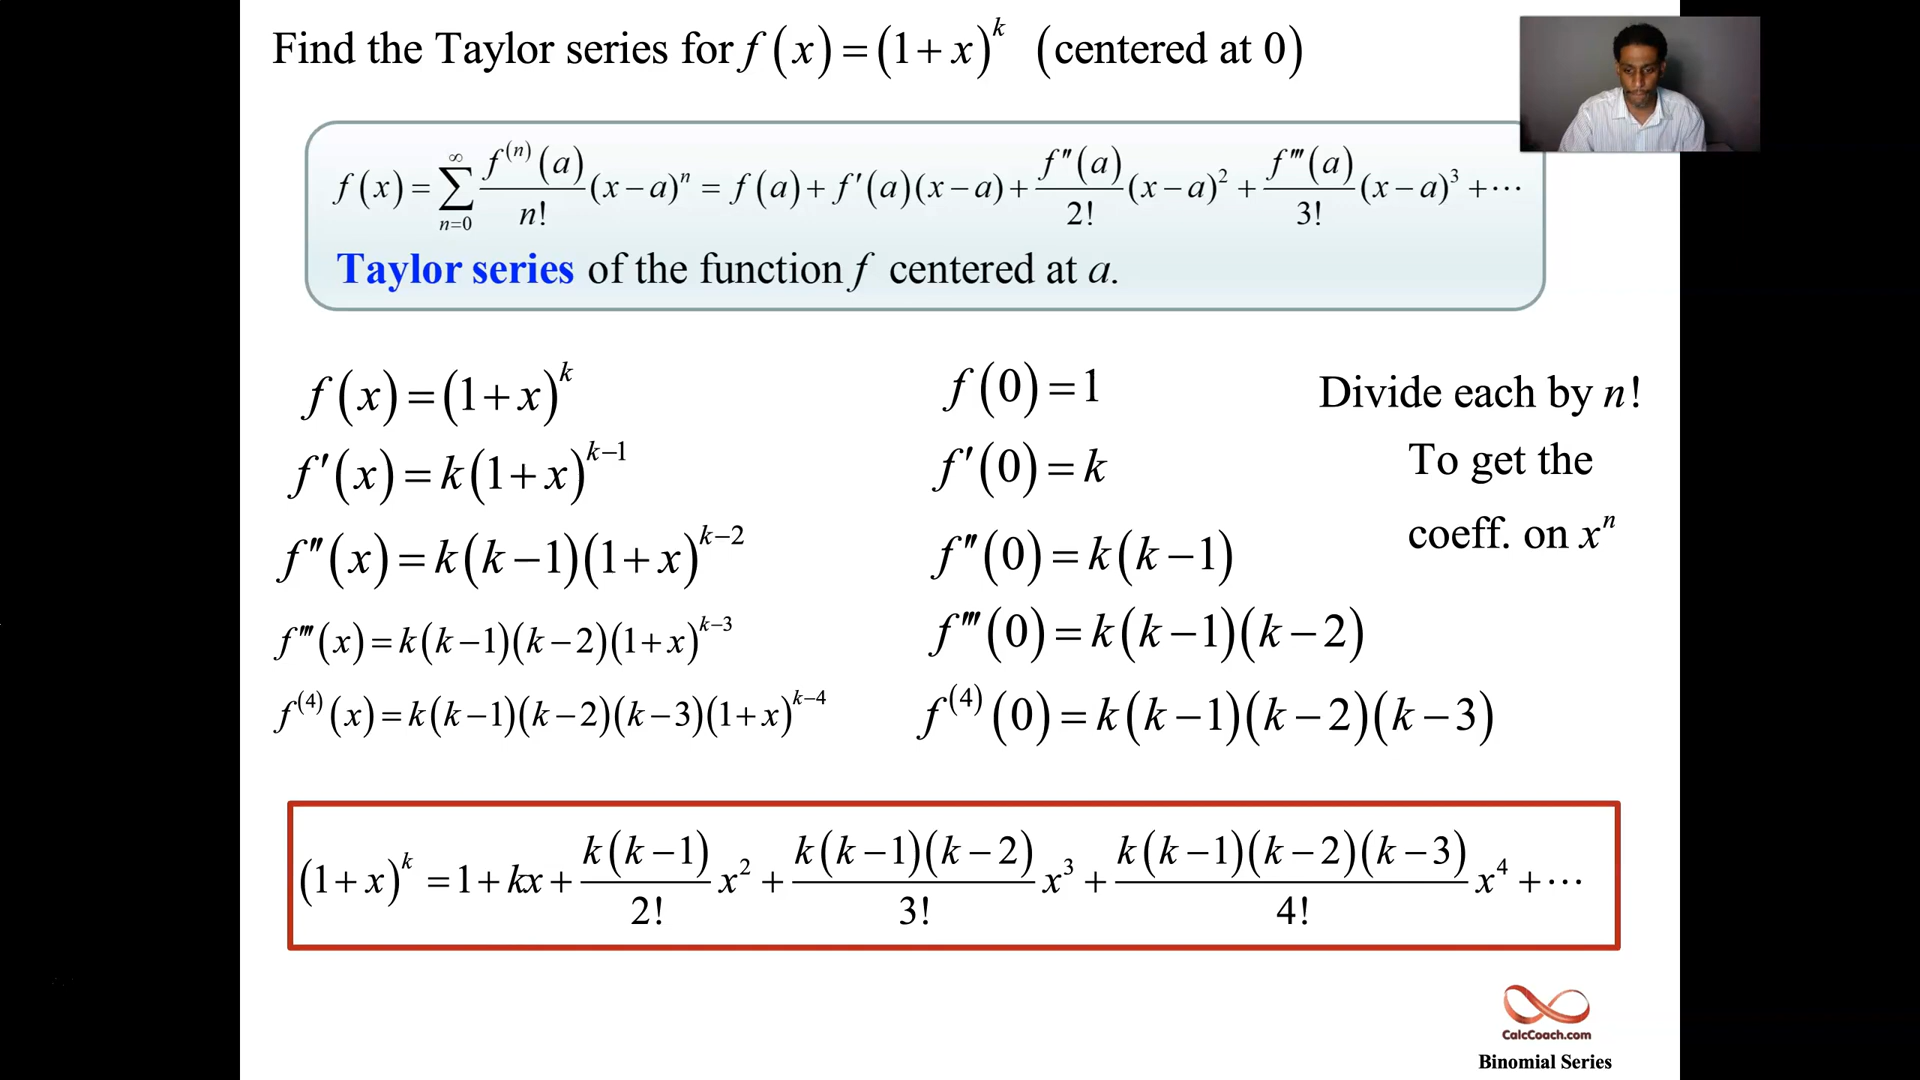 Find the Taylor series for f(x) = (1+x)^k (centered at 0)
f(x) = ∑_{n=0}^{∞} f^(n)(a)/n! (x−a)^n = f(a) + f′(a)(x−a) + f″(a)/2! (x−a)^2 + f‴(a)/3! (x−a)^3 + ⋯
Taylor series of the function f centered at a.
f(x) = (1+x)^k
f(0) = 1
Divide each by n!
f′(x) = k(1+x)^{k−1}
f′(0) = k
To get the
f″(x) = k(k−1)(1+x)^{k−2}
f″(0) = k(k−1)
coeff. on x^n
f‴(x) = k(k−1)(k−2)(1+x)^{k−3}
f‴(0) = k(k−1)(k−2)
f^(4)(x) = k(k−1)(k−2)(k−3)(1+x)^{k−4}
f^(4)(0) = k(k−1)(k−2)(k−3)
(1+x)^k = 1 + kx + k(k−1)/2! x^2 + k(k−1)(k−2)/3! x^3 + k(k−1)(k−2)(k−3)/4! x^4 + ⋯
CalcCoach.com
Binomial Series